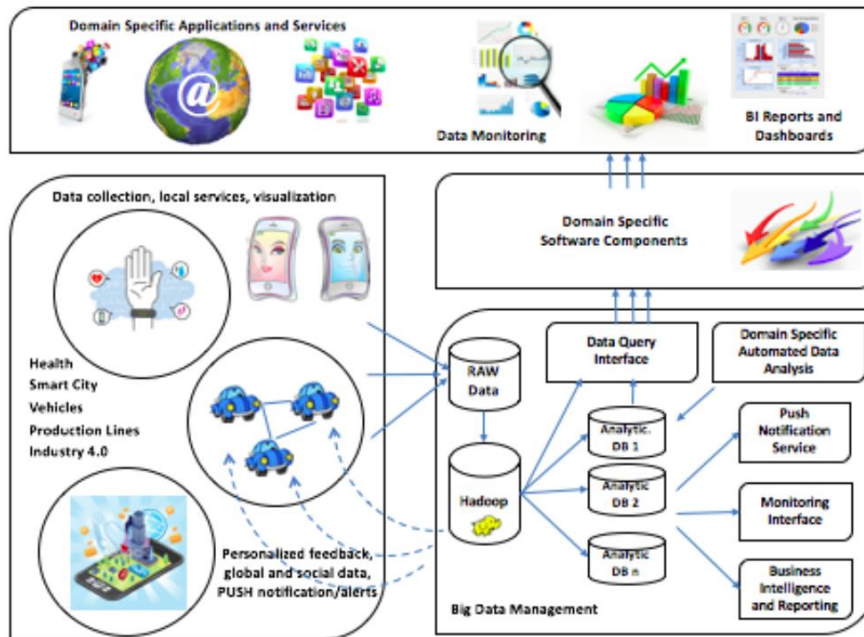 Domain Specific Applications and Services
@
Data Monitoring
BI Reports and
Dashboards
Data collection, local services, visualization
Health
Smart City
Vehicles
Production Lines
Industry 4.0
Personalized feedback,
global and social data,
PUSH notification/alerts
Domain Specific
Software Components
RAW
Data
Hadoop
Data Query
Interface
Domain Specific
Automated Data
Analysis
Analytic.
DB 1
Analytic
DB 2
Analytic
DB n
Push
Notification
Service
Monitoring
Interface
Business
Intelligence
and Reporting
Big Data Management